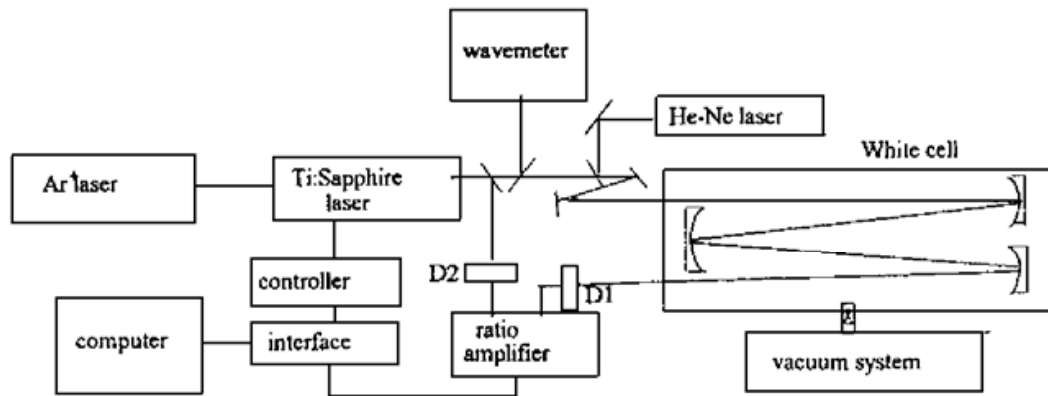 wavemeter
He-Ne laser
White cell
Ar⁺laser
Ti:Sapphire
laser
D2
D1
controller
computer
interface
ratio
amplifier
vacuum system